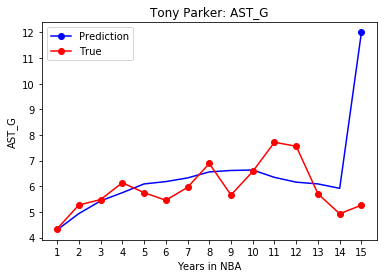 Tony Parker: AST_G
Prediction
True
AST_G
12
11
10
9
8
7
6
5
4
1 2 3 4 5 6 7 8 9 10 11 12 13 14 15
Years in NBA